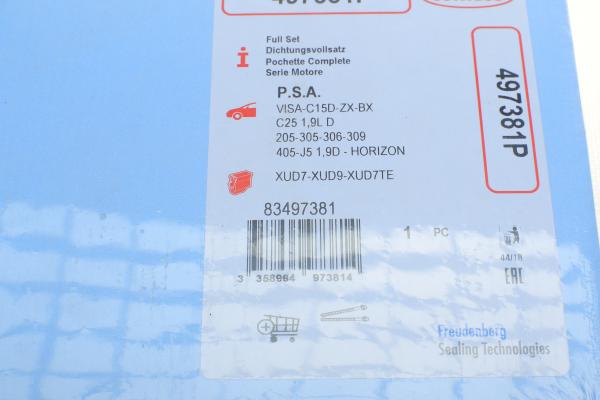 497381P
Full Set
Dichtungsvollsatz
Pochette Complete
Serie Motore
P.S.A.
VISA-C15D-ZX-BX
C25 1,9L D
205-305-306-309
405-J5 1,9D - HORIZON
XUD7-XUD9-XUD7TE
497381P
83497381
1 PC
3 358964 973814
44/18
EAC
Freudenberg
Sealing Technologies